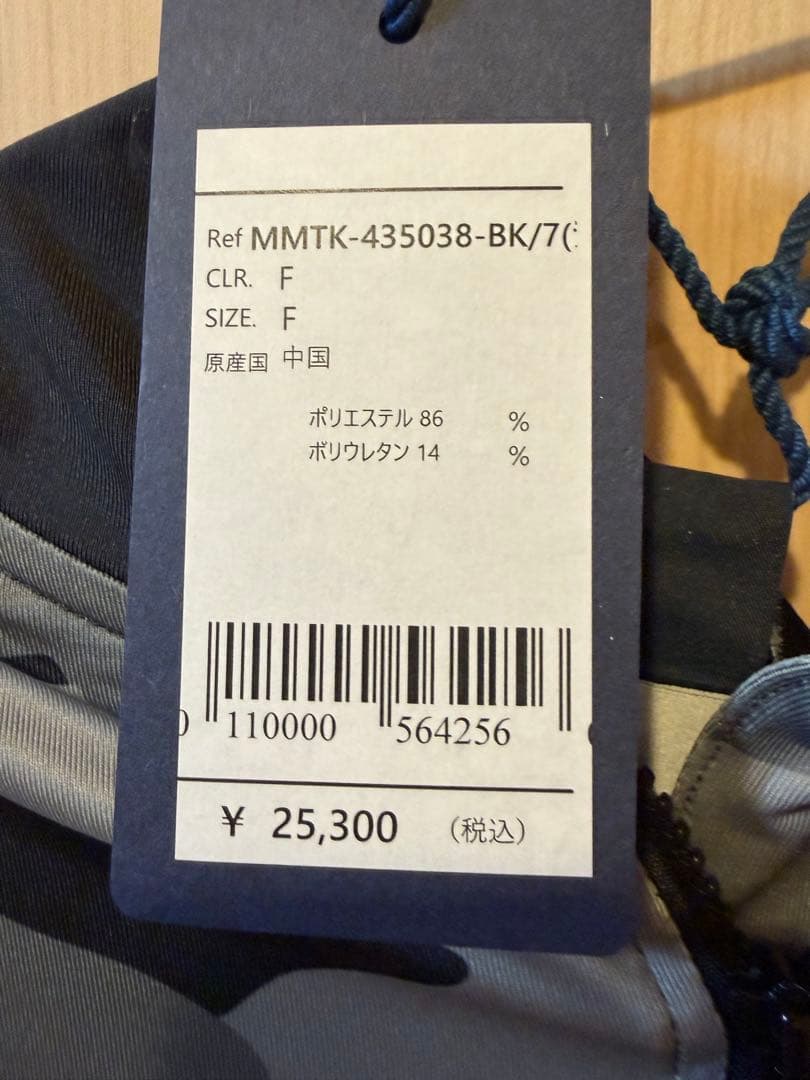 Ref MMTK-435038-BK/7(
CLR. F
SIZE. F
原産国 中国
ポリエステル 86 %
ポリウレタン 14 %
0 110000 564256
¥ 25,300 (税込)